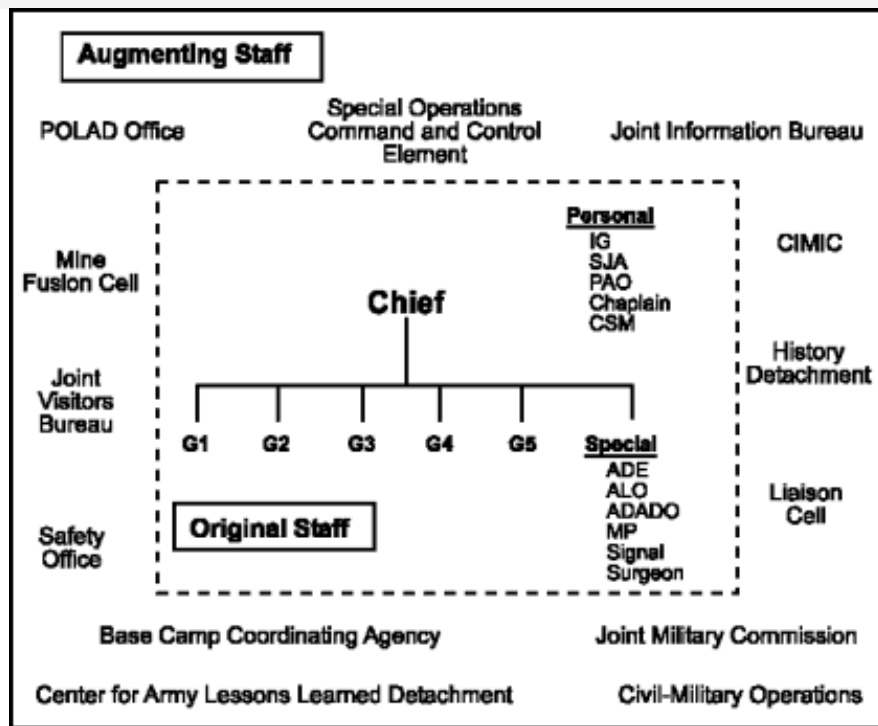 Augmenting Staff
POLAD Office
Special Operations
Command and Control
Element
Joint Information Bureau
Mine
Fusion Cell
Personal
IG
SJA
PAO
Chaplain
CSM
CIMIC
Chief
History
Detachment
Joint
Visitors
Bureau
G1 G2 G3 G4 G5
Special
ADE
ALO
ADADO
MP
Signal
Surgeon
Liaison
Cell
Original Staff
Safety
Office
Base Camp Coordinating Agency
Joint Military Commission
Center for Army Lessons Learned Detachment
Civil-Military Operations